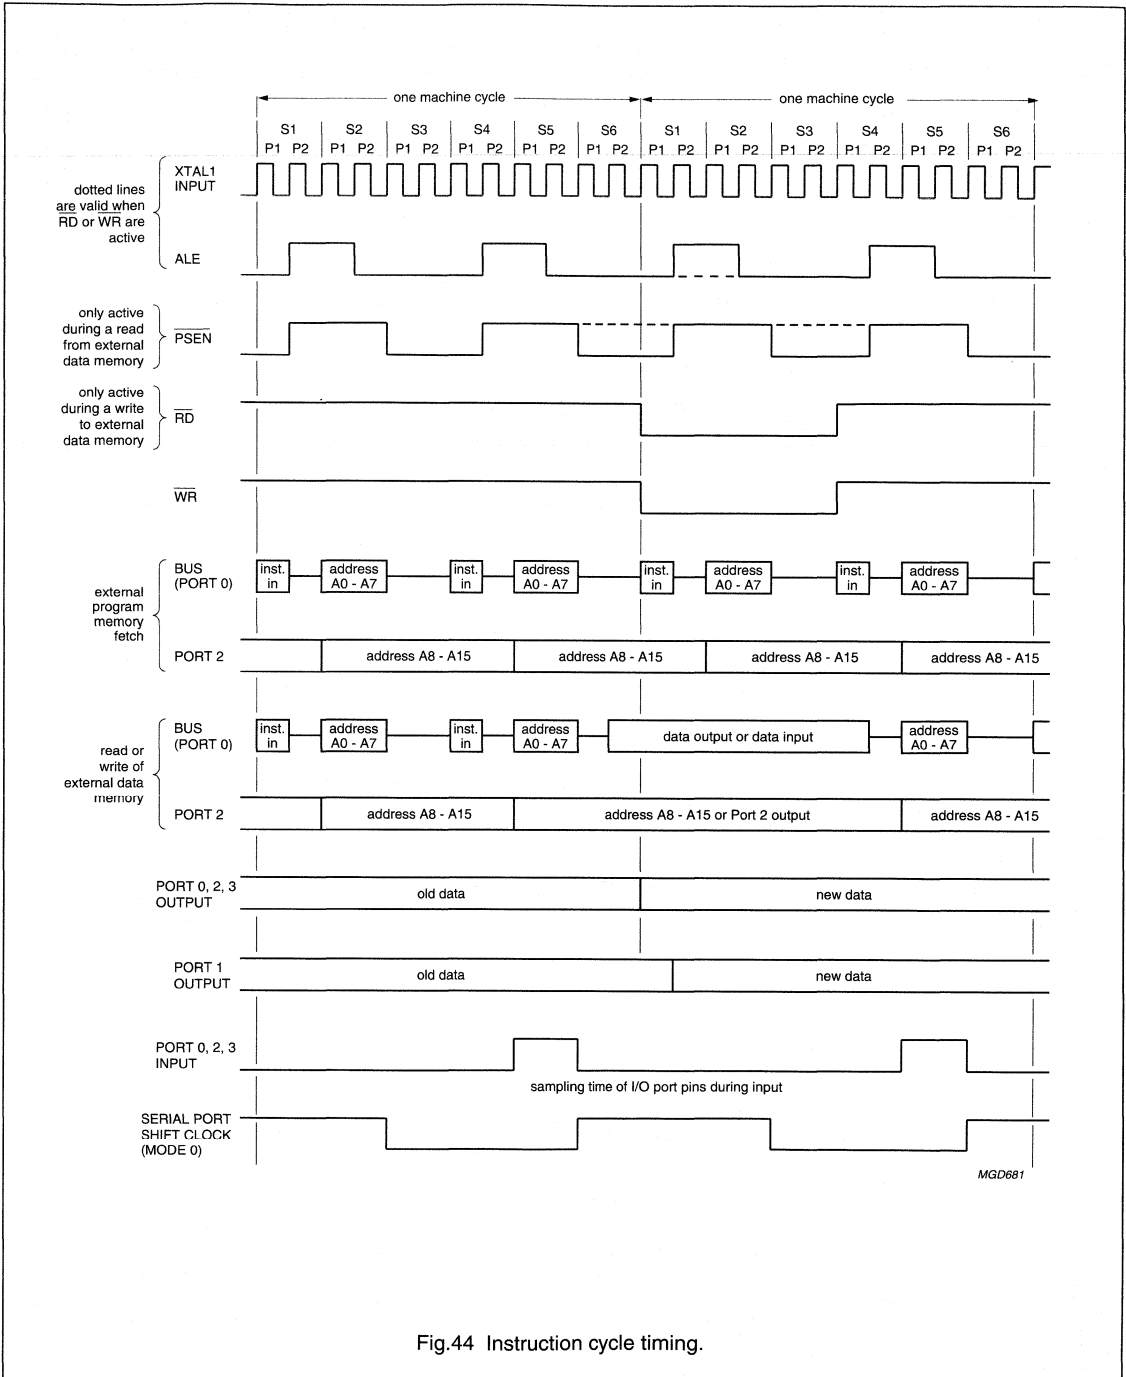 one machine cycle one machine cycle
S1 S2 S3 S4 S5 S6 S1 S2 S3 S4 S5 S6
P1 P2 P1 P2 P1 P2 P1 P2 P1 P2 P1 P2 P1 P2 P1 P2 P1 P2 P1 P2 P1 P2 P1 P2
XTAL1
INPUT
dotted lines
are valid when
RD or WR are
active
ALE
only active
during a read
from external
data memory
PSEN
only active
during a write
to external
data memory
RD
WR
external
program
memory
fetch
BUS
(PORT 0)
inst.
in
address
A0 - A7
inst.
in
address
A0 - A7
inst.
in
address
A0 - A7
inst.
in
address
A0 - A7
PORT 2
address A8 - A15 address A8 - A15 address A8 - A15 address A8 - A15
read or
write of
external data
memory
BUS
(PORT 0)
inst.
in
address
A0 - A7
inst.
in
address
A0 - A7
data output or data input
address
A0 - A7
PORT 2
address A8 - A15 address A8 - A15 or Port 2 output address A8 - A15
PORT 0, 2, 3
OUTPUT
old data new data
PORT 1
OUTPUT
old data new data
PORT 0, 2, 3
INPUT
sampling time of I/O port pins during input
SERIAL PORT
SHIFT CLOCK
(MODE 0)
MGD681
Fig.44 Instruction cycle timing.